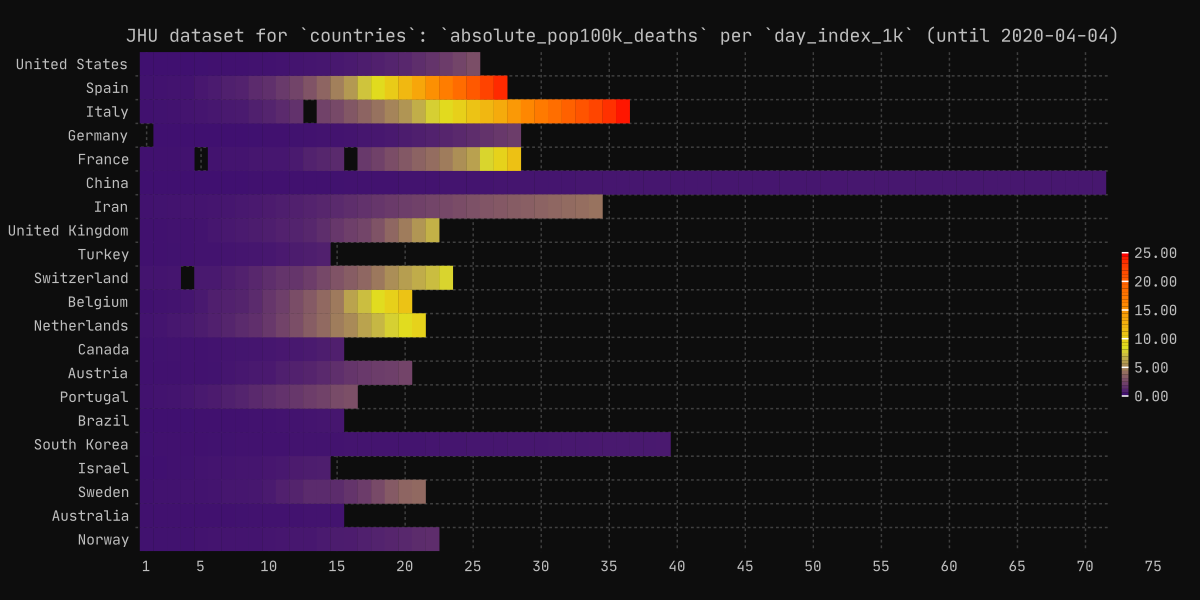 JHU dataset for `countries`: `absolute_pop100k_deaths` per `day_index_1k` (until 2020-04-04)
United States
Spain
Italy
Germany
France
China
Iran
United Kingdom
Turkey
Switzerland
Belgium
Netherlands
Canada
Austria
Portugal
Brazil
South Korea
Israel
Sweden
Australia
Norway
1 5 10 15 20 25 30 35 40 45 50 55 60 65 70 75
25.00
20.00
15.00
10.00
5.00
0.00